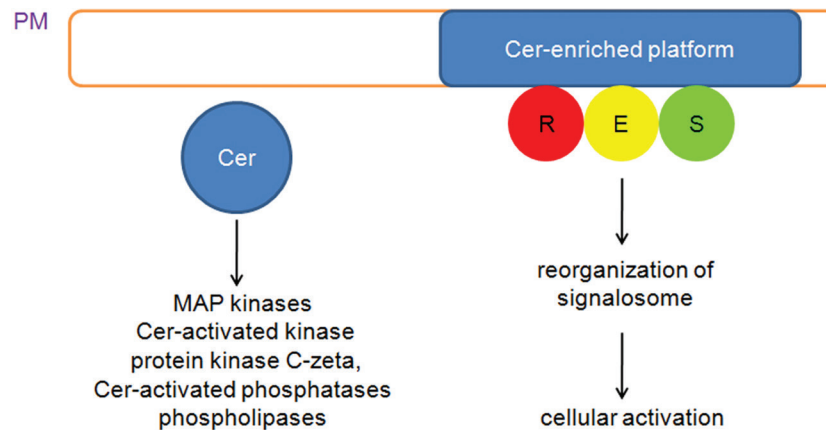 PM
Cer-enriched platform
R
E
S
Cer
MAP kinases
Cer-activated kinase
protein kinase C-zeta,
Cer-activated phosphatases
phospholipases
reorganization of
signalosome
cellular activation